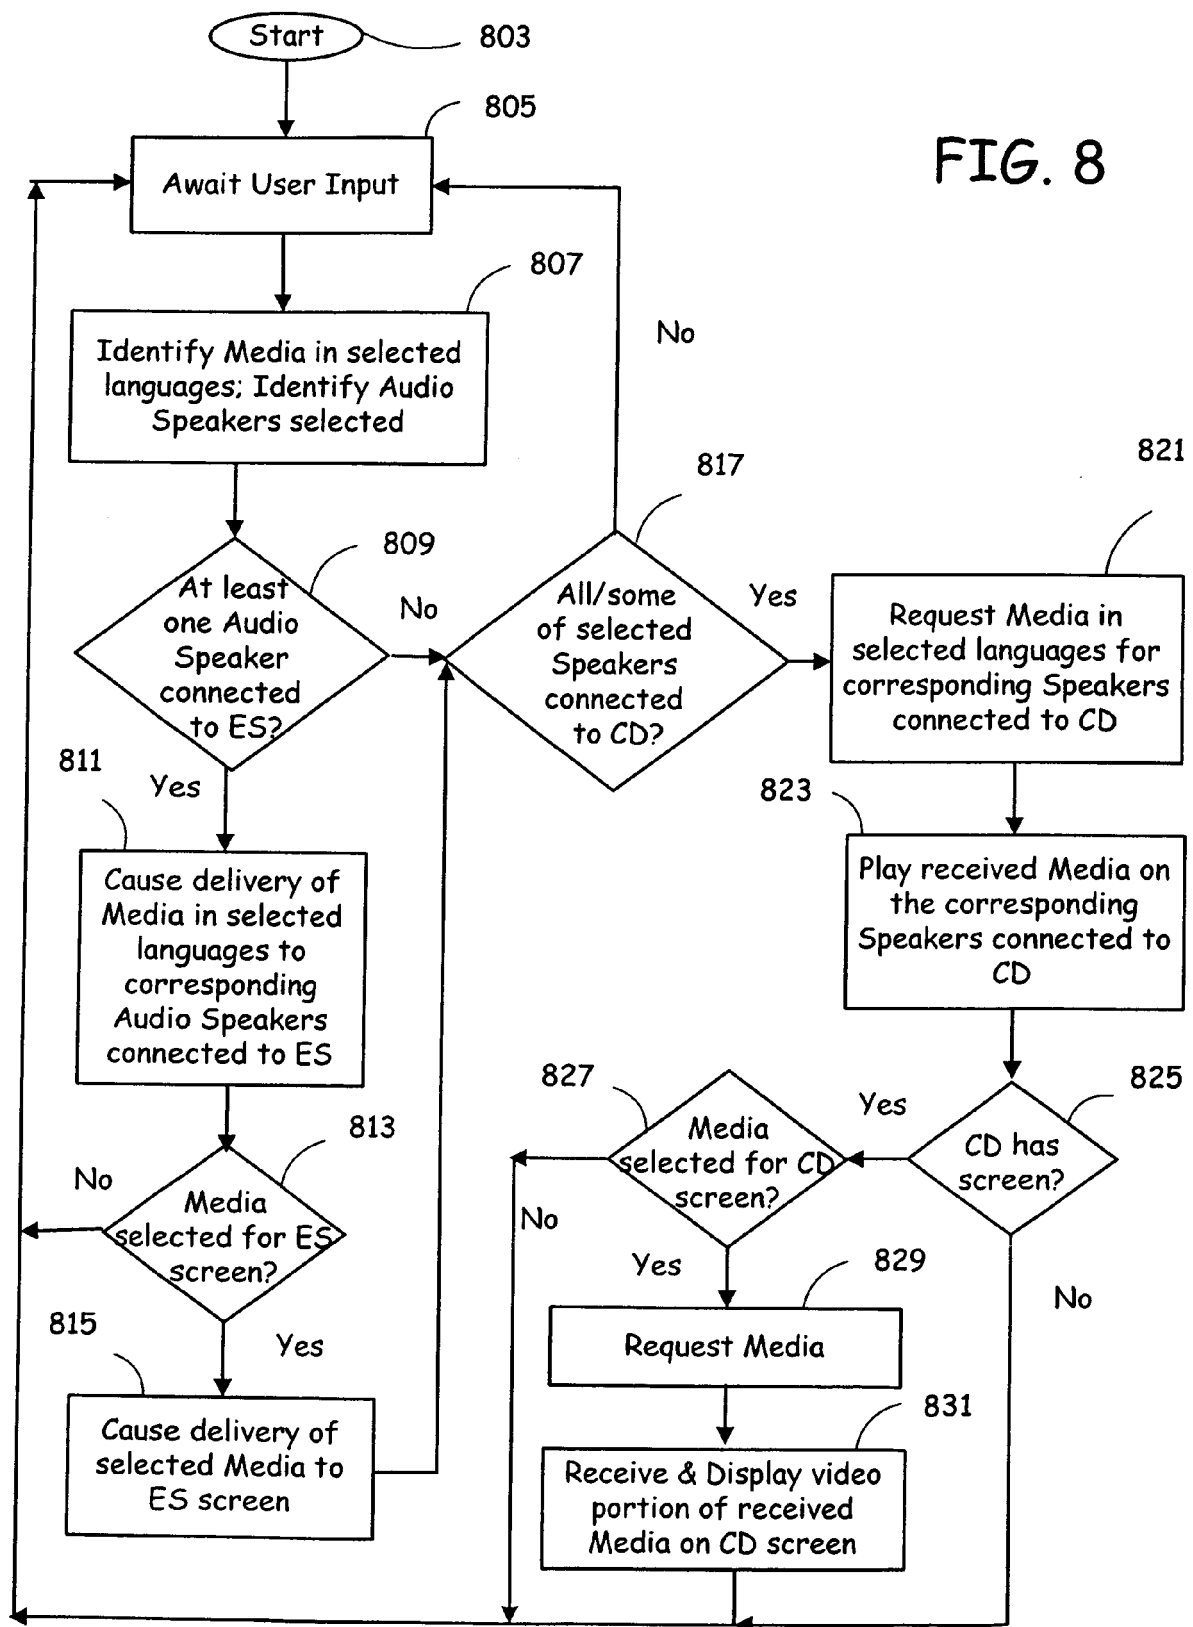 Start
803
805
Await User Input
FIG. 8
807
Identify Media in selected
languages; Identify Audio
Speakers selected
No
817
821
809
At least
one Audio
Speaker
connected
to ES?
No
All/some
of selected
Speakers
connected
to CD?
Yes
Request Media in
selected languages for
corresponding Speakers
connected to CD
811
Yes
823
Cause delivery of
Media in selected
languages to
corresponding
Audio Speakers
connected to ES
Play received Media on
the corresponding
Speakers connected to
CD
827
825
Yes
813
Media
selected for CD
screen?
CD has
screen?
No
Media
selected for ES
screen?
No
Yes
829
No
815
Yes
Request Media
831
Cause delivery of
selected Media to
ES screen
Receive & Display video
portion of received
Media on CD screen